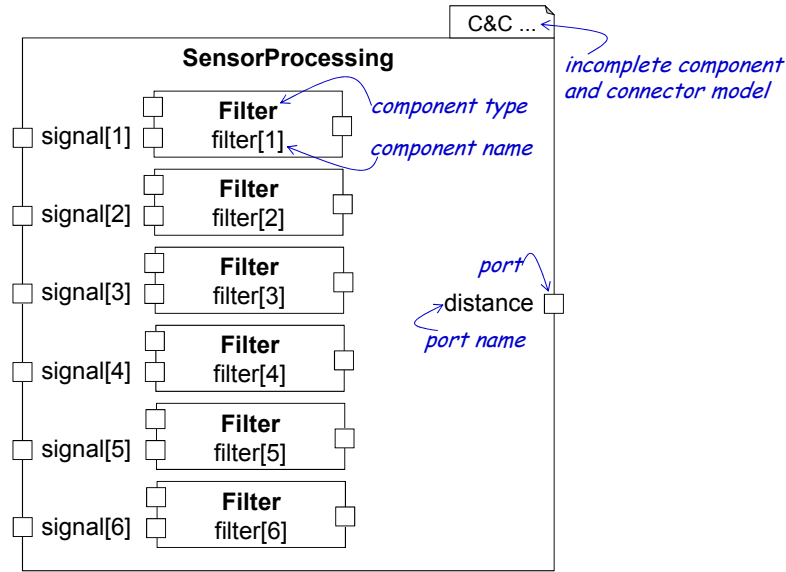 C&C ...
SensorProcessing
incomplete component
and connector model
Filter
component type
signal[1]
filter[1]
component name
Filter
signal[2]
filter[2]
Filter
port
signal[3]
filter[3]
distance
port name
Filter
signal[4]
filter[4]
Filter
signal[5]
filter[5]
Filter
signal[6]
filter[6]